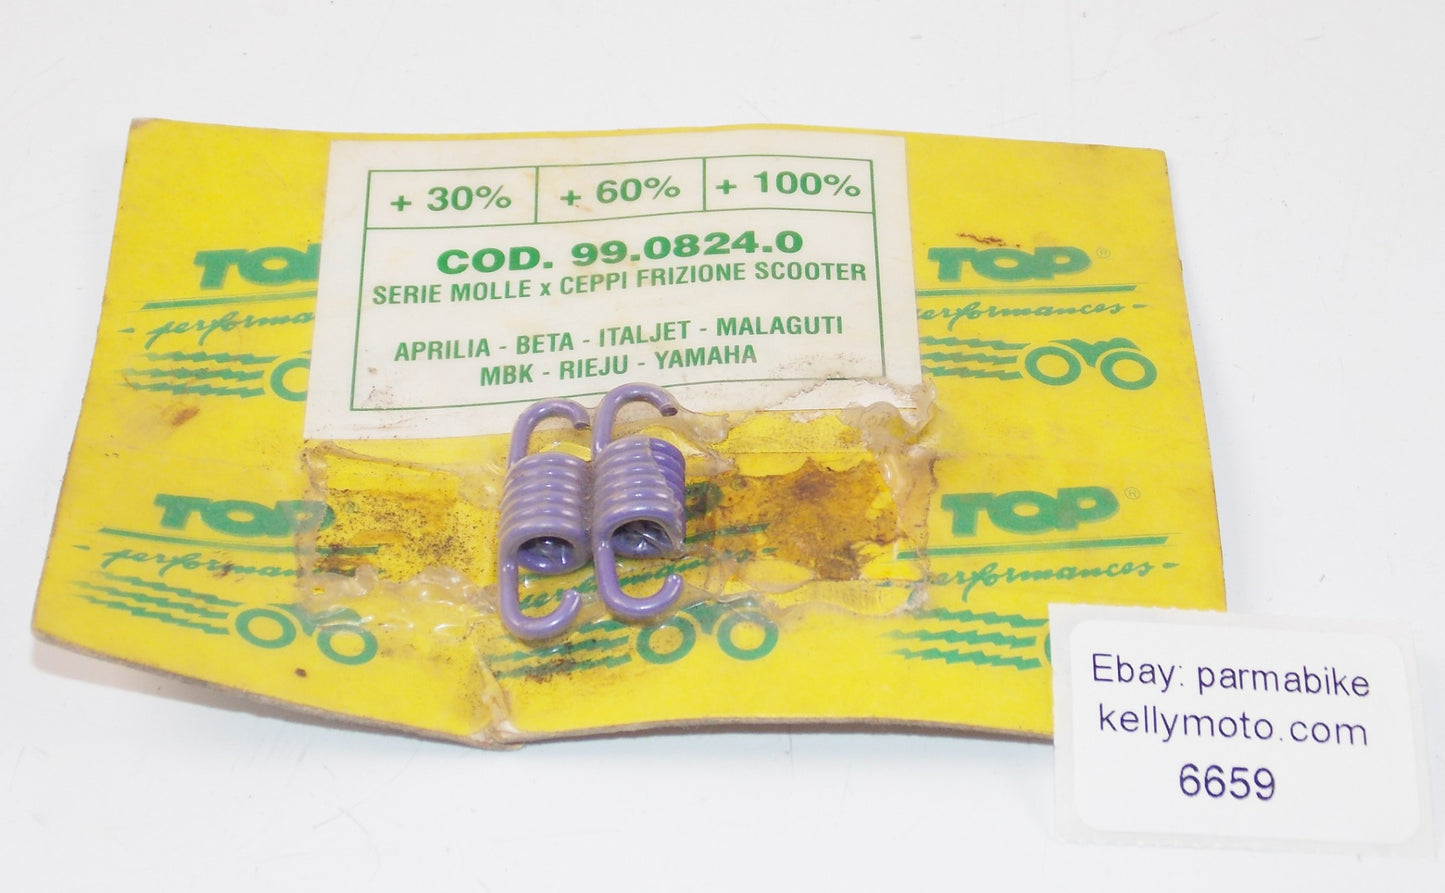 + 30% + 60% + 100%
COD. 99.0824.0
SERIE MOLLE x CEPPI FRIZIONE SCOOTER
APRILIA - BETA - ITALJET - MALAGUTI
MBK - RIEJU - YAMAHA
TOP
TOP ®
performances
TOP
performances
TOP ®
performances
Ebay: parmabike
kellymoto.com
6659